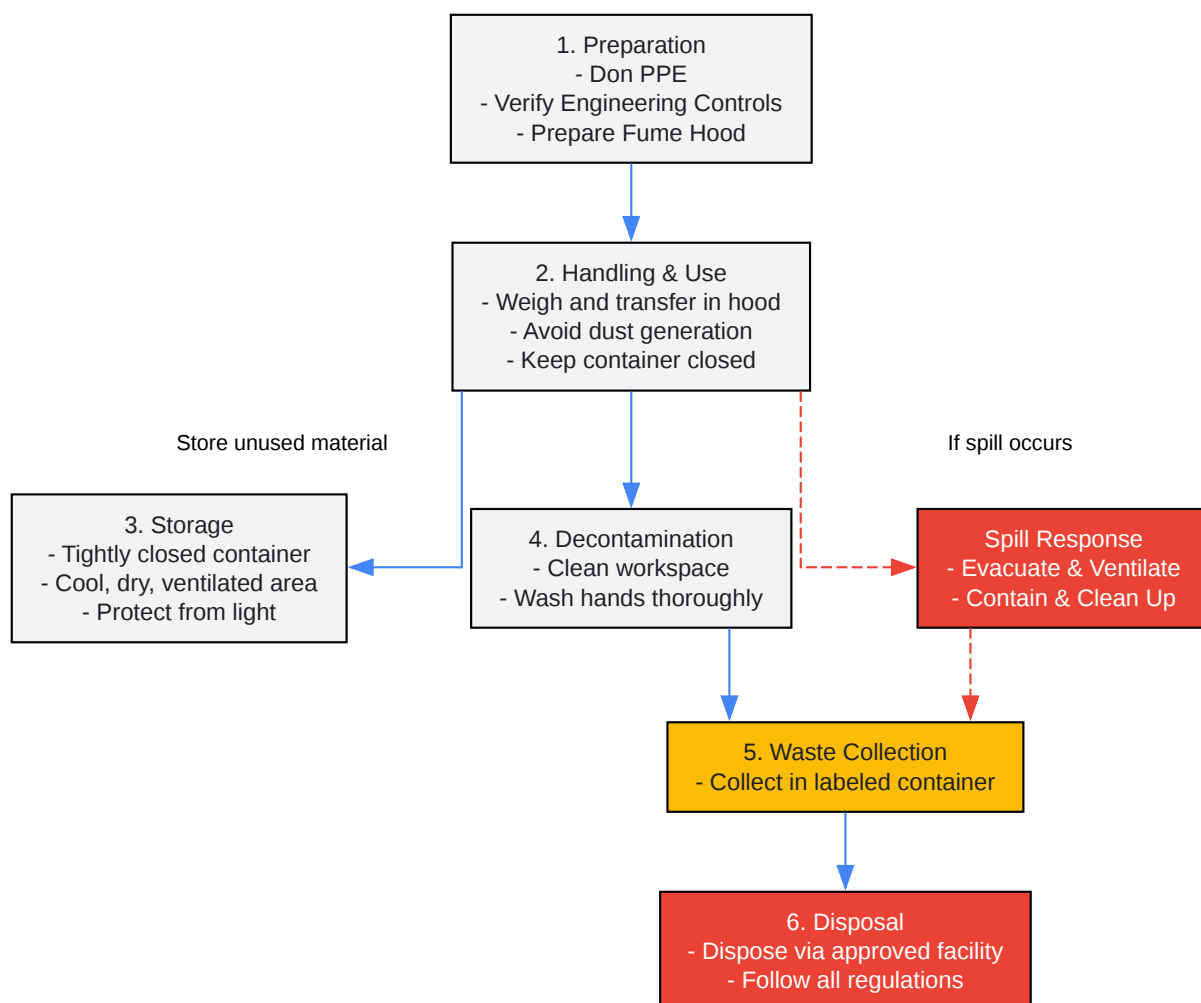 1. Preparation
- Don PPE
- Verify Engineering Controls
- Prepare Fume Hood
2. Handling & Use
- Weigh and transfer in hood
- Avoid dust generation
- Keep container closed
Store unused material
If spill occurs
3. Storage
- Tightly closed container
- Cool, dry, ventilated area
- Protect from light
4. Decontamination
- Clean workspace
- Wash hands thoroughly
Spill Response
- Evacuate & Ventilate
- Contain & Clean Up
5. Waste Collection
- Collect in labeled container
6. Disposal
- Dispose via approved facility
- Follow all regulations